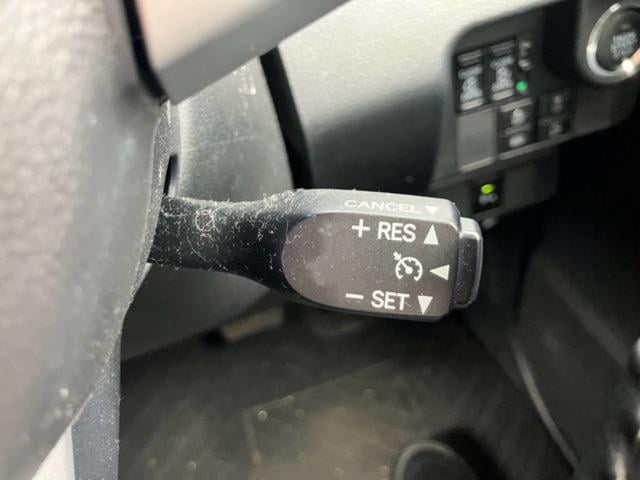 CANCEL ▼
+ RES ▲
◀
− SET ▼